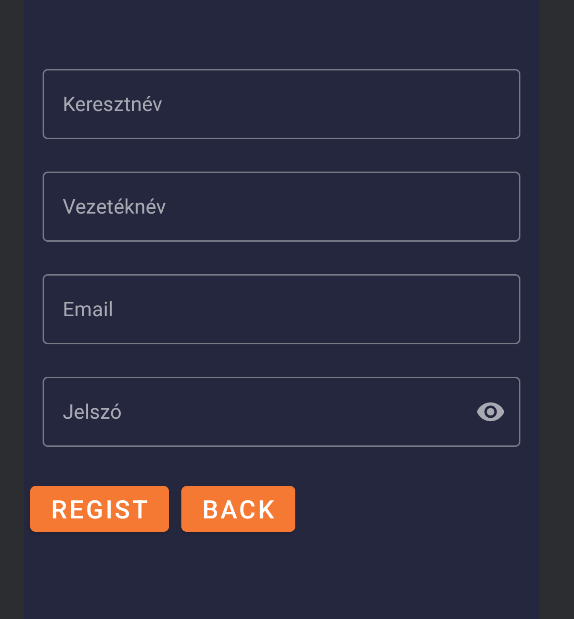 Keresztnév
Vezetéknév
Email
Jelszó
REGIST BACK